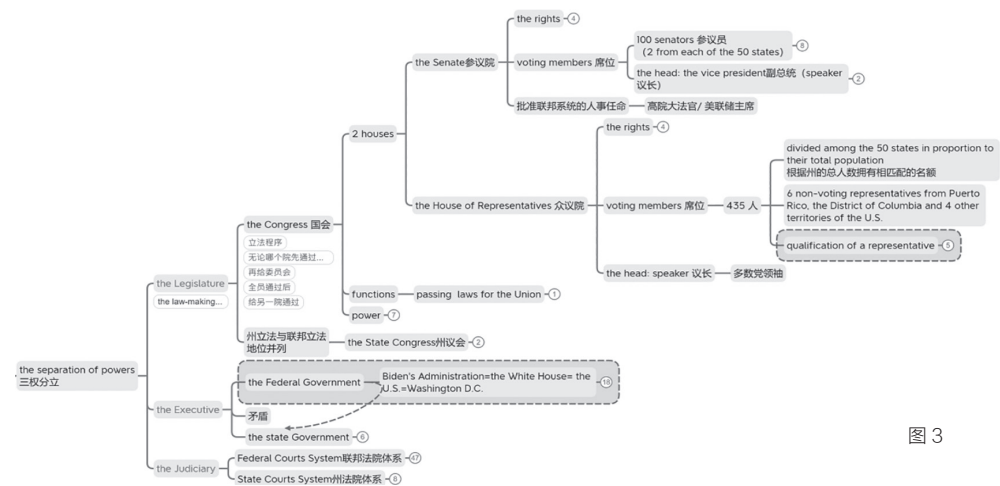 the separation of powers
三权分立
the Legislature
the law-making...
the Congress 国会
立法程序
无论哪个院先通过...
再给委员会
全员通过后
给另一院通过
2 houses
the Senate参议院
the rights
4
voting members 席位
100 senators 参议员
（2 from each of the 50 states）
8
the head: the vice president副总统（speaker
议长）
2
批准联邦系统的人事任命
高院大法官/ 美联储主席
the House of Representatives 众议院
the rights
4
voting members 席位
435 人
divided among the 50 states in proportion to
their total population
根据州的总人数拥有相匹配的名额
6 non-voting representatives from Puerto
Rico, the District of Columbia and 4 other
territories of the U.S.
qualification of a representative
5
the head: speaker 议长
多数党领袖
functions
passing laws for the Union
1
power
7
州立法与联邦立法
地位并列
the State Congress州议会
2
the Executive
the Federal Government
Biden's Administration=the White House= the
U.S.=Washington D.C.
18
矛盾
the state Government
6
the Judiciary
Federal Courts System联邦法院体系
47
State Courts System州法院体系
8
图 3